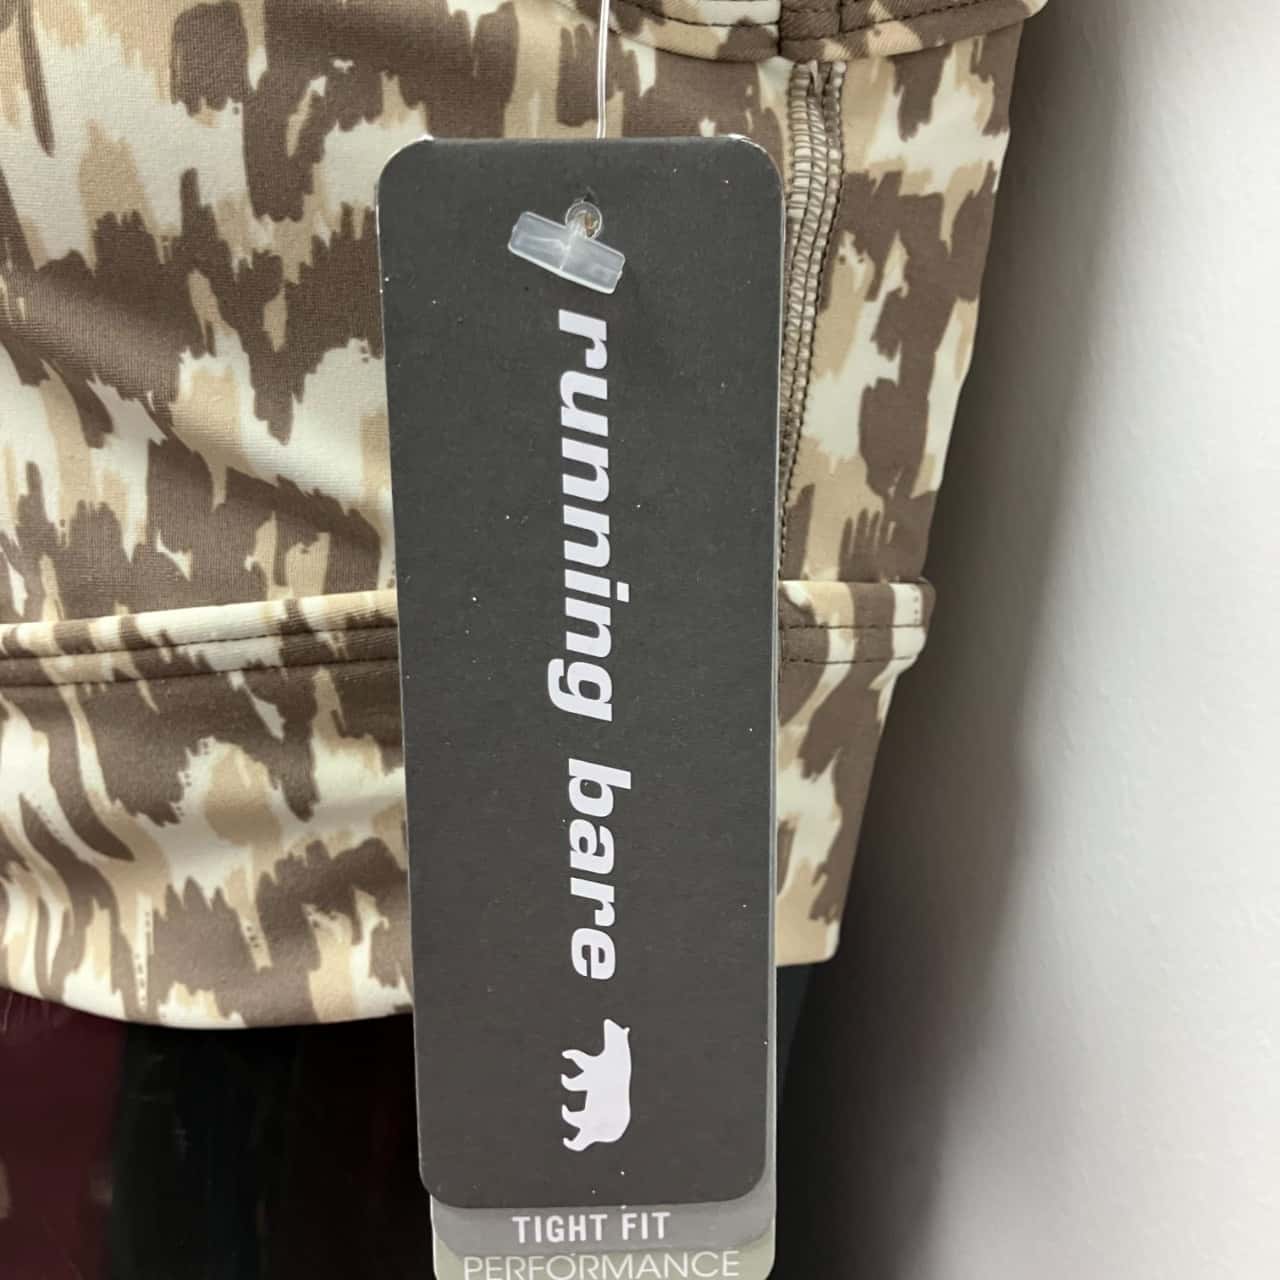 running bare
TIGHT FIT
PERFORMANCE